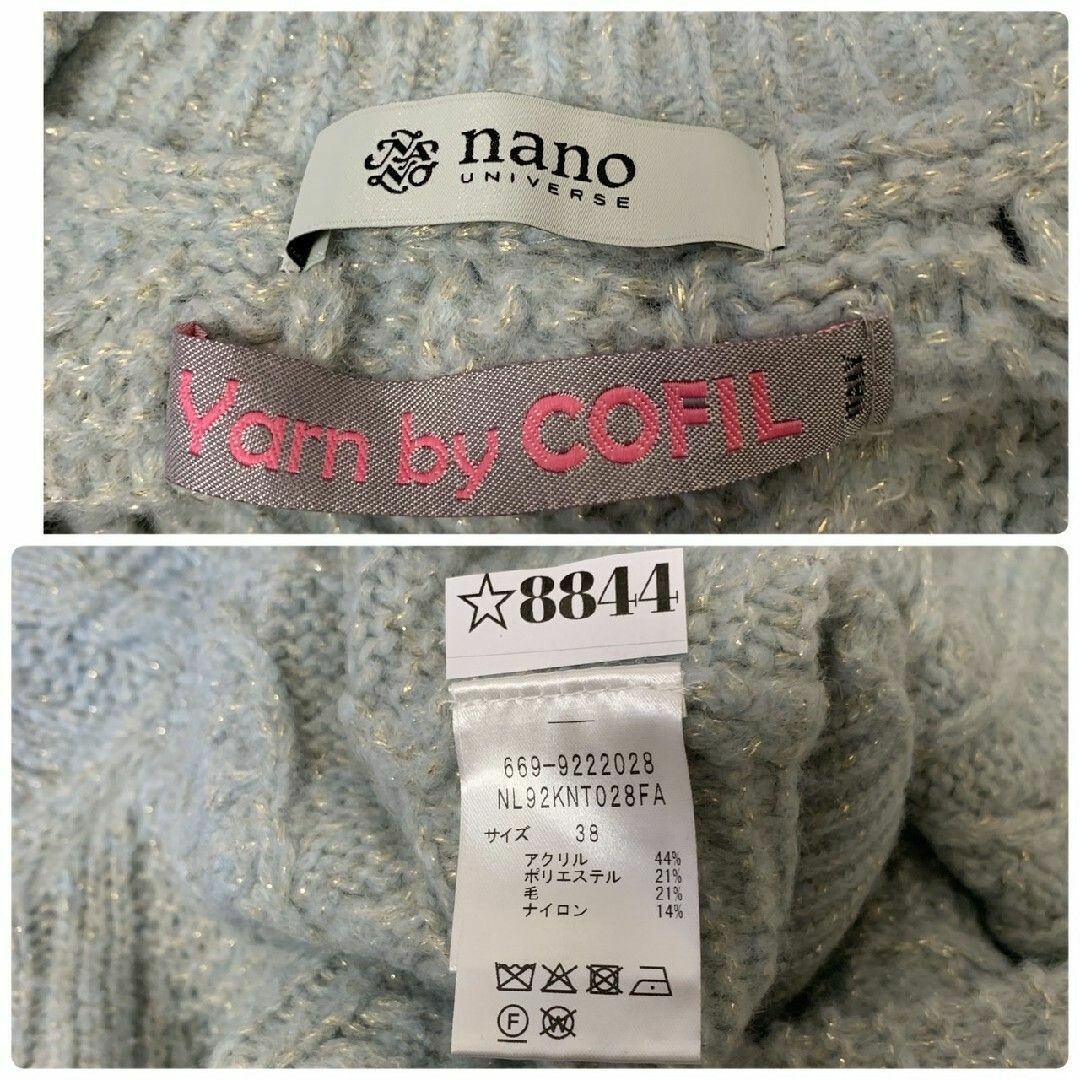 nano
UNIVERSE
Yarn by COFIL
ITALY
☆8844
669-9222028
NL92KNT028FA
サイズ 38
アクリル 44%
ポリエステル 21%
毛 21%
ナイロン 14%
F
W